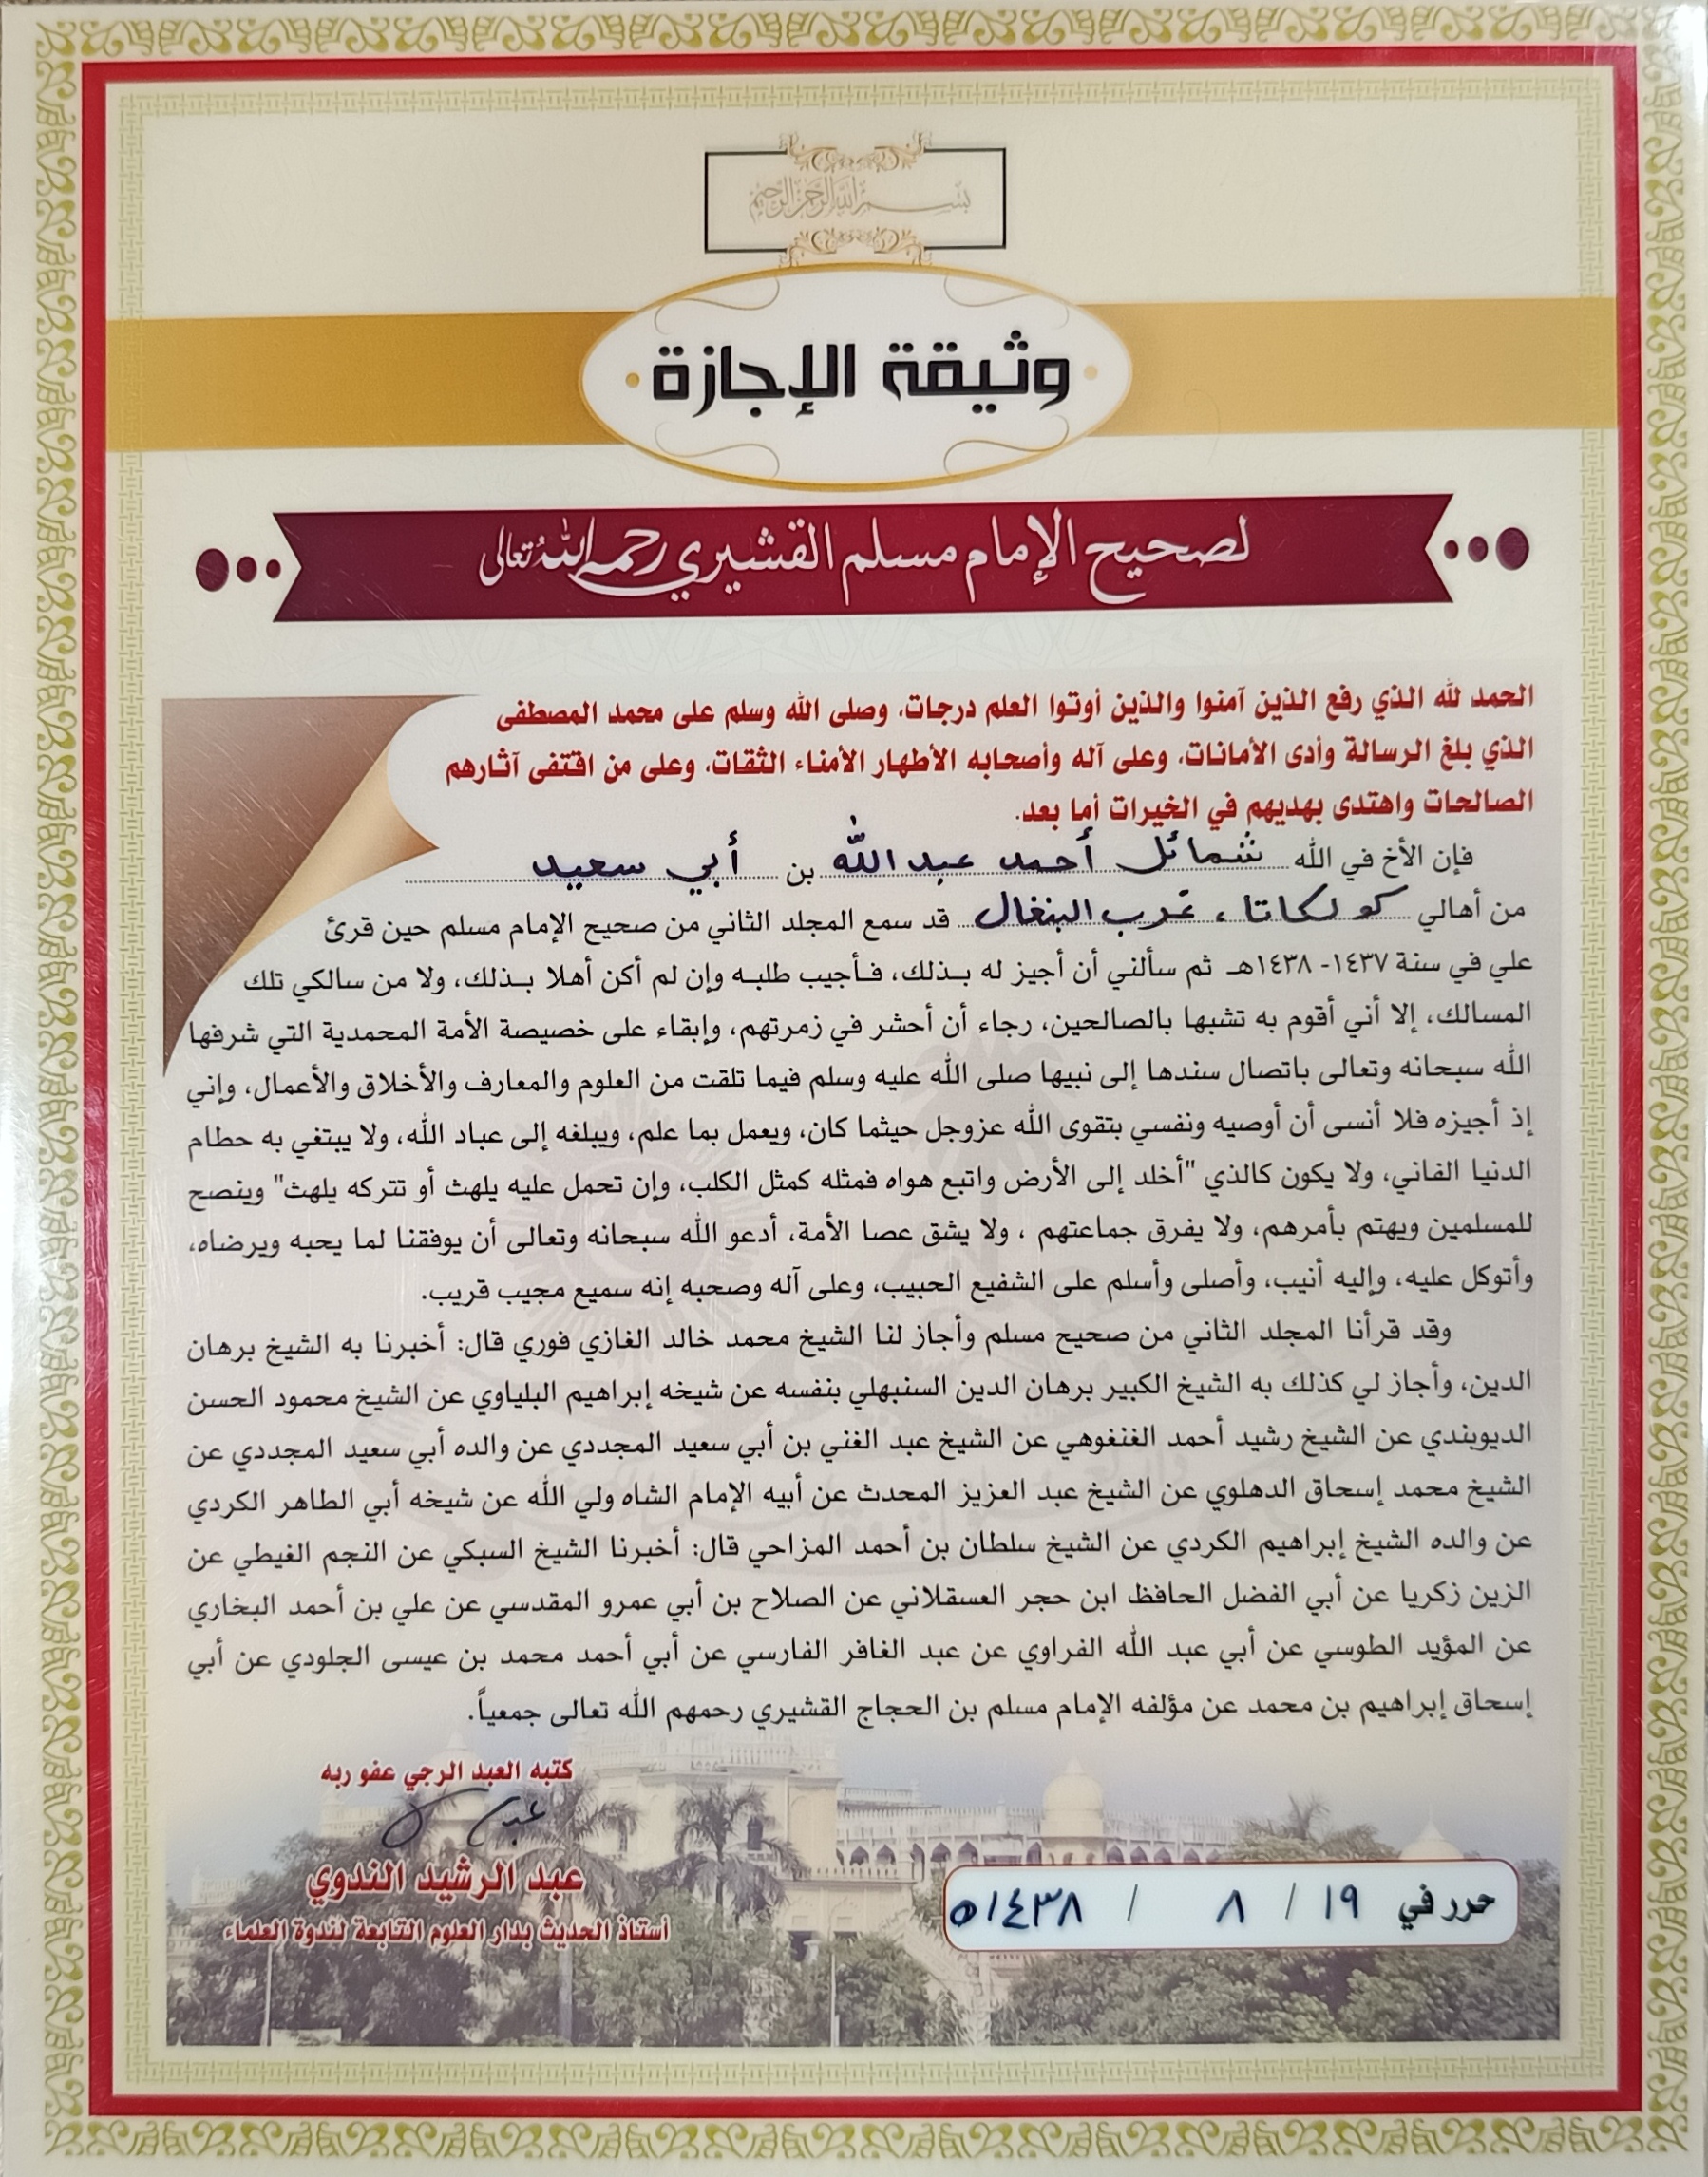 بسم الله الرحمن الرحيم
وثيقة الإجازة
لصحيح الإمام مسلم القشيري رحمه الله تعالى
الحمد لله الذي رفع الذين آمنوا والذين أوتوا العلم درجات، وصلى الله وسلم على محمد المصطفى
الذي بلغ الرسالة وأدى الأمانات، وعلى آله وأصحابه الأطهار الأمناء الثقات، وعلى من اقتفى آثارهم
الصالحات واهتدى بهديهم في الخيرات أما بعد.
فإن الأخ في الله شمائل أحمد عبد الله بن أبي سعيد
من أهالي كولكاتا، غرب البنغال قد سمع المجلد الثاني من صحيح الإمام مسلم حين قرئ
علي في سنة ١٤٣٧- ١٤٣٨هـ ثم سألني أن أجيز له بذلك، فأجيب طلبه وإن لم أكن أهلا بذلك، ولا من سالكي تلك
المسالك، إلا أني أقوم به تشبها بالصالحين، رجاء أن أحشر في زمرتهم، وإبقاء على خصيصة الأمة المحمدية التي شرفها
الله سبحانه وتعالى باتصال سندها إلى نبيها صلى الله عليه وسلم فيما تلقت من العلوم والمعارف والأخلاق والأعمال، وإني
إذ أجيزه فلا أنسى أن أوصيه ونفسي بتقوى الله عزوجل حيثما كان، ويعمل بما علم، ويبلغه إلى عباد الله، ولا يبتغي به حطام
الدنيا الفاني، ولا يكون كالذي "أخلد إلى الأرض واتبع هواه فمثله كمثل الكلب، وإن تحمل عليه يلهث أو تتركه يلهث" وينصح
للمسلمين ويهتم بأمرهم، ولا يفرق جماعتهم ، ولا يشق عصا الأمة، أدعو الله سبحانه وتعالى أن يوفقنا لما يحبه ويرضاه،
وأتوكل عليه، وإليه أنيب، وأصلى وأسلم على الشفيع الحبيب، وعلى آله وصحبه إنه سميع مجيب قريب.
وقد قرأنا المجلد الثاني من صحيح مسلم وأجاز لنا الشيخ محمد خالد الغازي فوري قال: أخبرنا به الشيخ برهان
الدين، وأجاز لي كذلك به الشيخ الكبير برهان الدين السنبهلي بنفسه عن شيخه إبراهيم البلياوي عن الشيخ محمود الحسن
الديوبندي عن الشيخ رشيد أحمد الغنغوهي عن الشيخ عبد الغني بن أبي سعيد المجددي عن والده أبي سعيد المجددي عن
الشيخ محمد إسحاق الدهلوي عن الشيخ عبد العزيز المحدث عن أبيه الإمام الشاه ولي الله عن شيخه أبي الطاهر الكردي
عن والده الشيخ إبراهيم الكردي عن الشيخ سلطان بن أحمد المزاحي قال: أخبرنا الشيخ السبكي عن النجم الغيطي عن
الزين زكريا عن أبي الفضل الحافظ ابن حجر العسقلاني عن الصلاح بن أبي عمرو المقدسي عن علي بن أحمد البخاري
عن المؤيد الطوسي عن أبي عبد الله الفراوي عن عبد الغافر الفارسي عن أبي أحمد محمد بن عيسى الجلودي عن أبي
إسحاق إبراهيم بن محمد عن مؤلفه الإمام مسلم بن الحجاج القشيري رحمهم الله تعالى جمعياً.
كتبه العبد الرجي عفو ربه
عبد الرشيد الندوي
أستاذ الحديث بدار العلوم التابعة لندوة العلماء
حرر في ١٩ / ٨ / ١٤٣٨ه